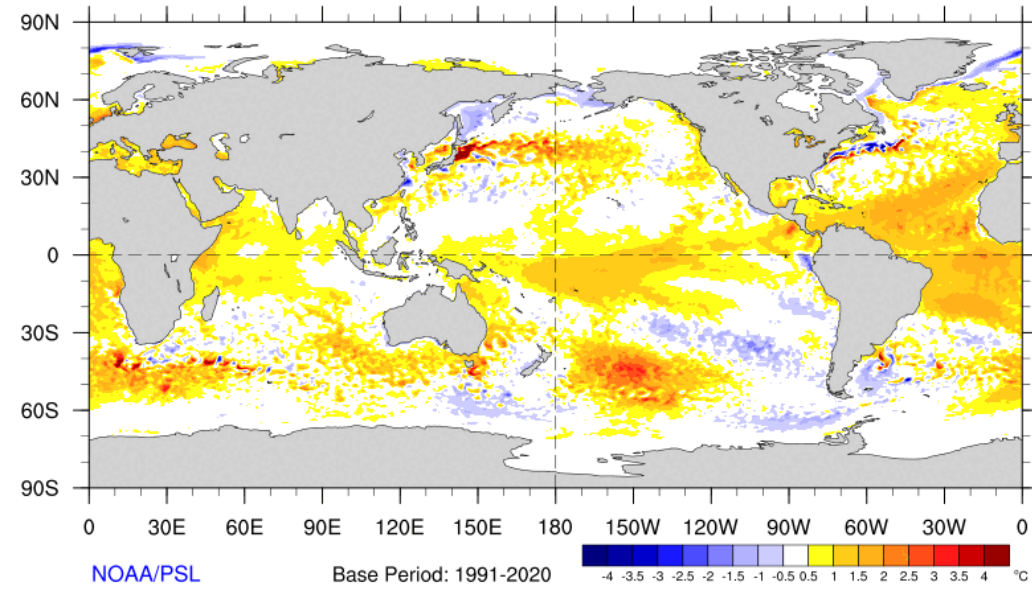 90N
60N
30N
0
30S
60S
90S
0 30E 60E 90E 120E 150E 180 150W 120W 90W 60W 30W 0
NOAA/PSL Base Period: 1991-2020
-4 -3.5 -3 -2.5 -2 -1.5 -1 -0.5 0.5 1 1.5 2 2.5 3 3.5 4 °C